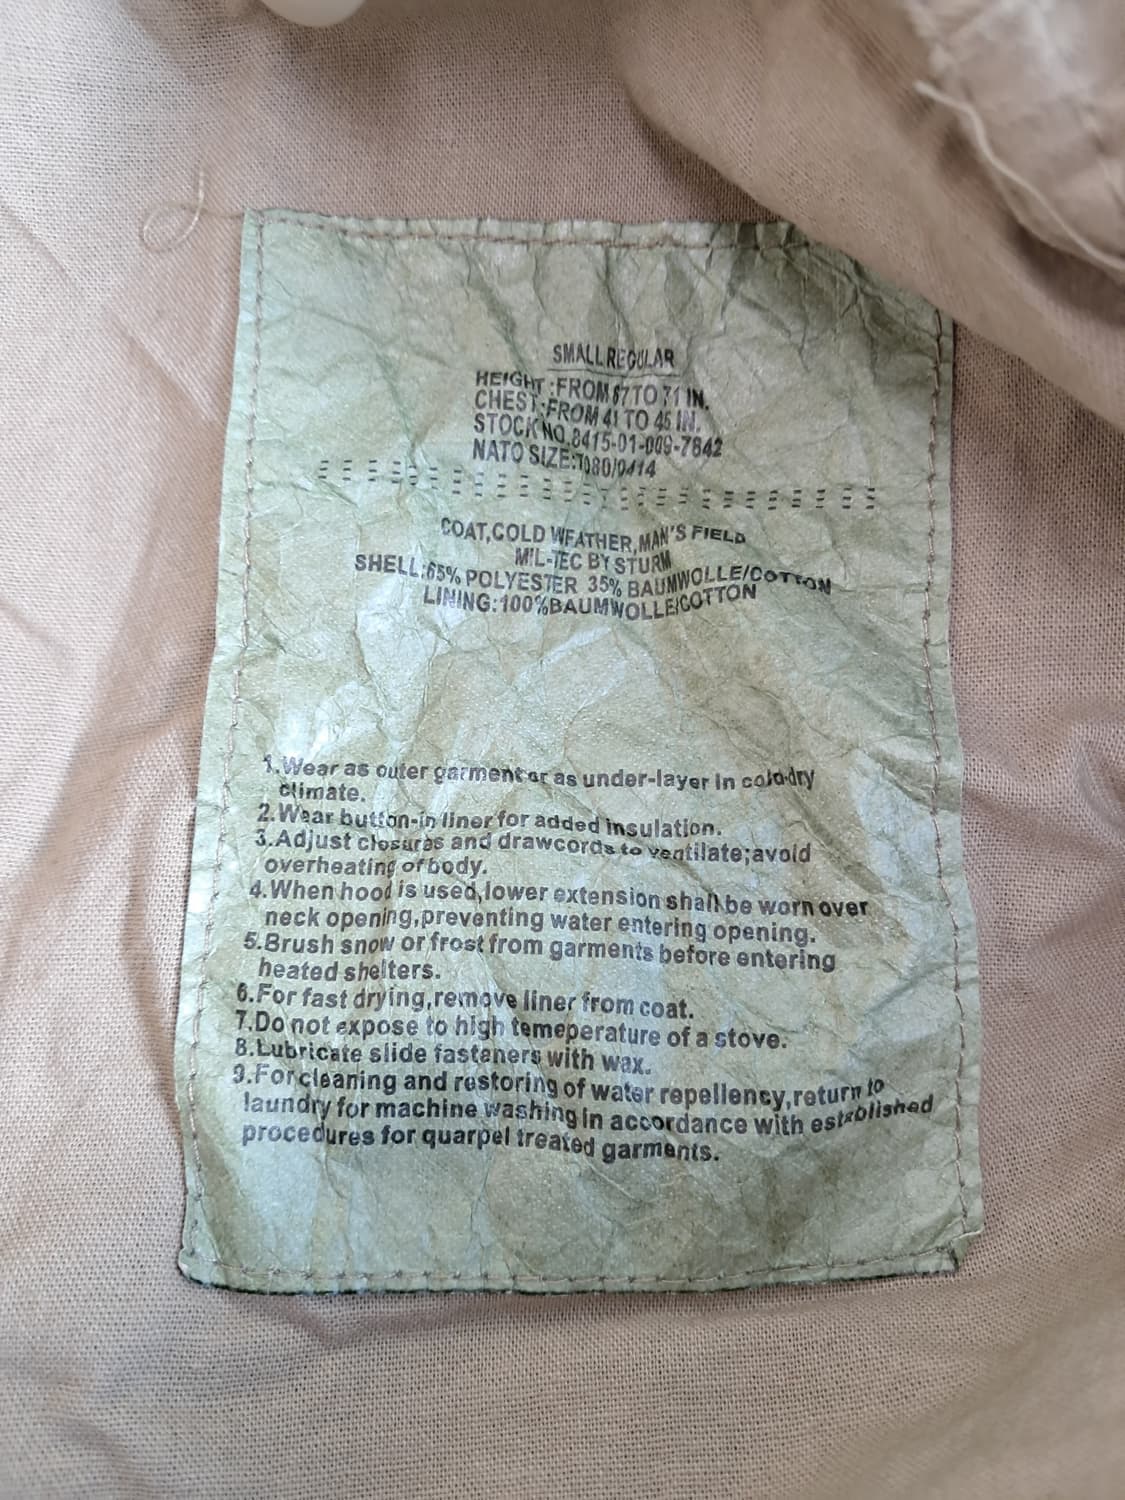 SMALL REGULAR
HEIGHT :FROM 67 TO 71 IN.
CHEST :FROM 41 TO 45 IN.
STOCK NO.8415-01-009-7842
NATO SIZE:7080/0414
COAT,COLD WEATHER,MAN'S FIELD
MIL-TEC BY STURM
SHELL:65% POLYESTER 35% BAUMWOLLE/COTTON
LINING:100%BAUMWOLLE/COTTON
1.Wear as outer garment or as under-layer in cold-dry
climate.
2.Wear button-in liner for added insulation.
3.Adjust closures and drawcords to ventilate;avoid
overheating of body.
4.When hood is used,lower extension shall be worn over
neck opening,preventing water entering opening.
5.Brush snow or frost from garments before entering
heated shelters.
6.For fast drying,remove liner from coat.
7.Do not expose to high temeperature of a stove.
8.Lubricate slide fasteners with wax.
9.For cleaning and restoring of water repellency,return to
laundry for machine washing in accordance with established
procedures for quarpel treated garments.